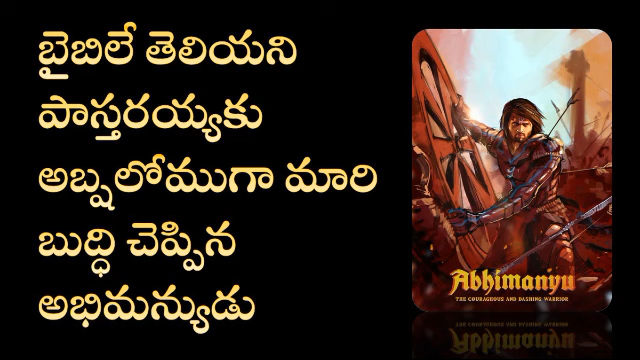 బైబిలే తెలియని
పాస్తరయ్యకు
అబ్షలోముగా మారి
బుద్ధి చెప్పిన
అభిమన్యుడు
Abhimanyu
THE COURAGEOUS AND DASHING WARRIOR